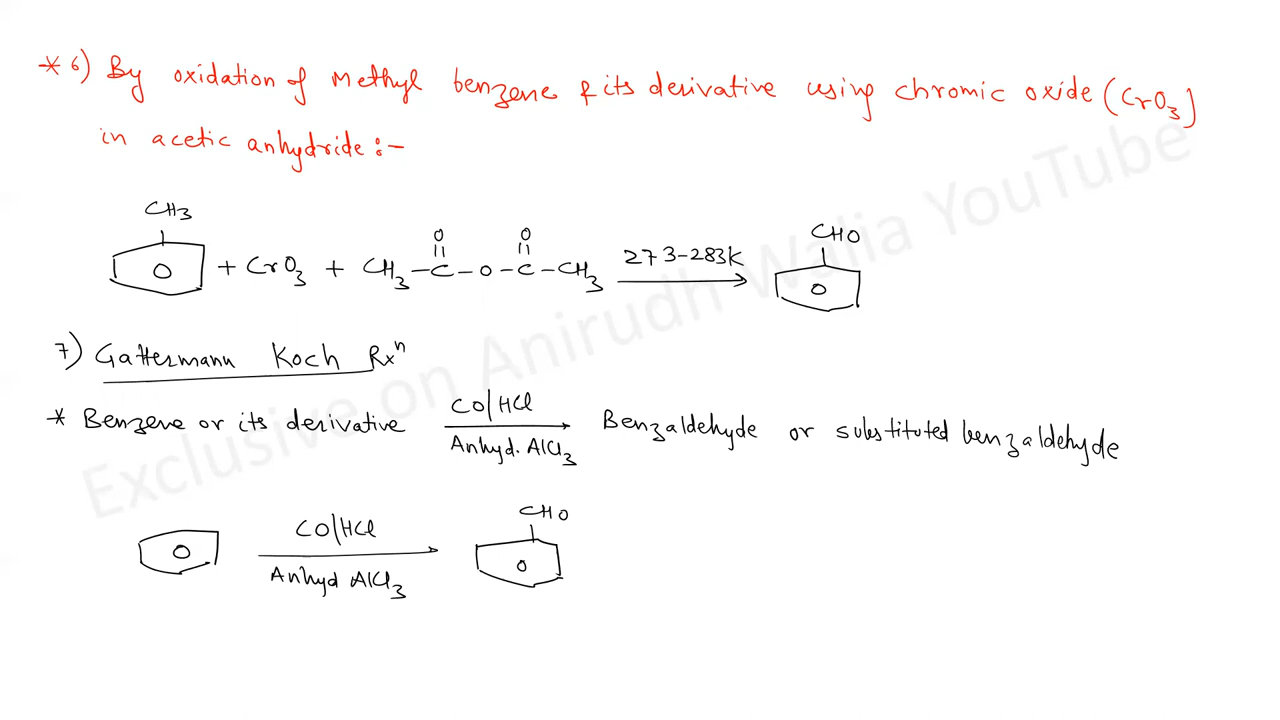 * 6) By oxidation of Methyl benzene & its derivative using chromic oxide (CrO3)
in acetic anhydride :-
CH3
O O
+ CrO3 + CH3-C-O-C-CH3 273-283K
CHO
7) Gattermann Koch Rxn
* Benzene or its derivative CO/HCl Anhyd. AlCl3 Benzaldehyde or substituted benzaldehyde
CO/HCl
Anhyd AlCl3
CHO
Exclusive on Anirudh Walia YouTube